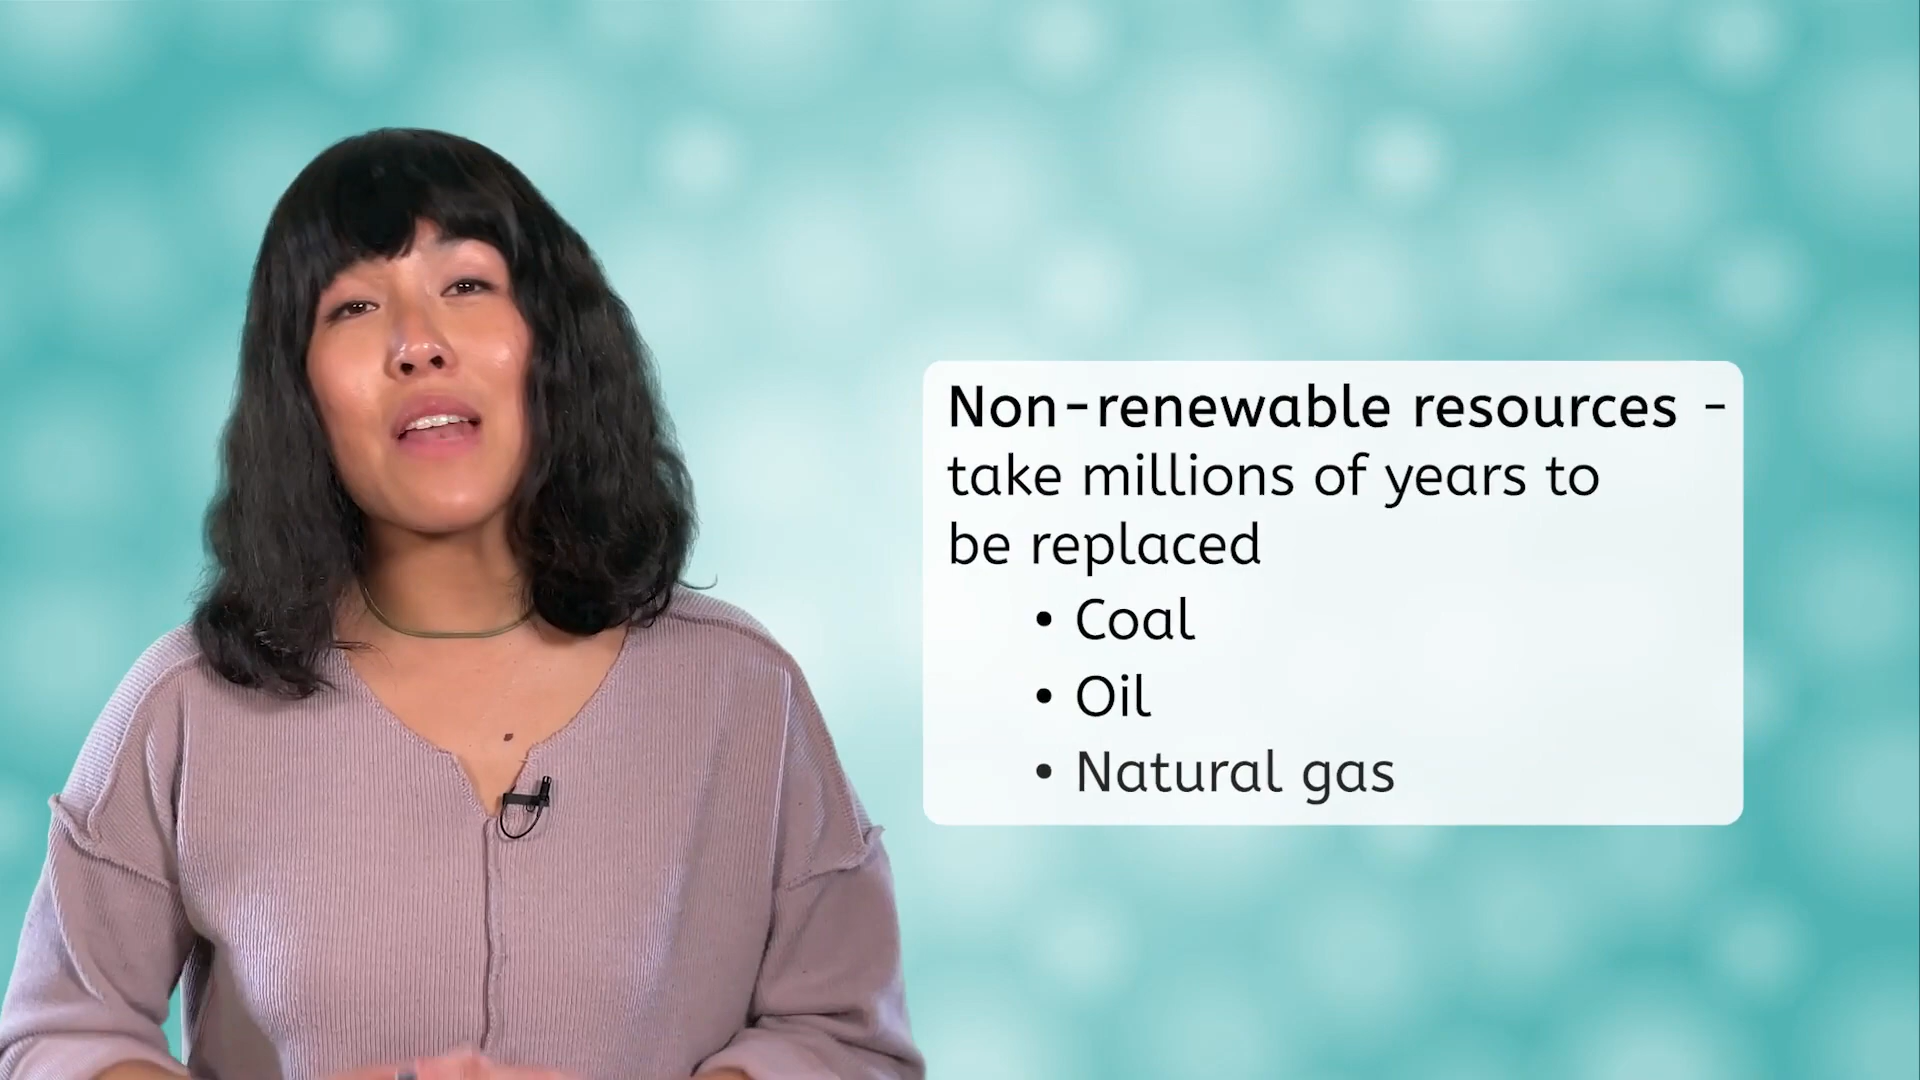 Non-renewable resources -
take millions of years to
be replaced
• Coal
• Oil
• Natural gas